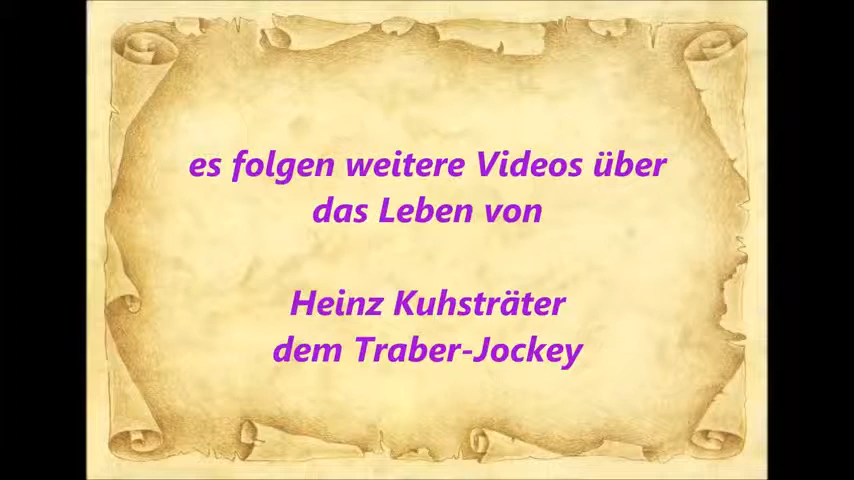 es folgen weitere Videos über
das Leben von
Heinz Kuhsträter
dem Traber-Jockey